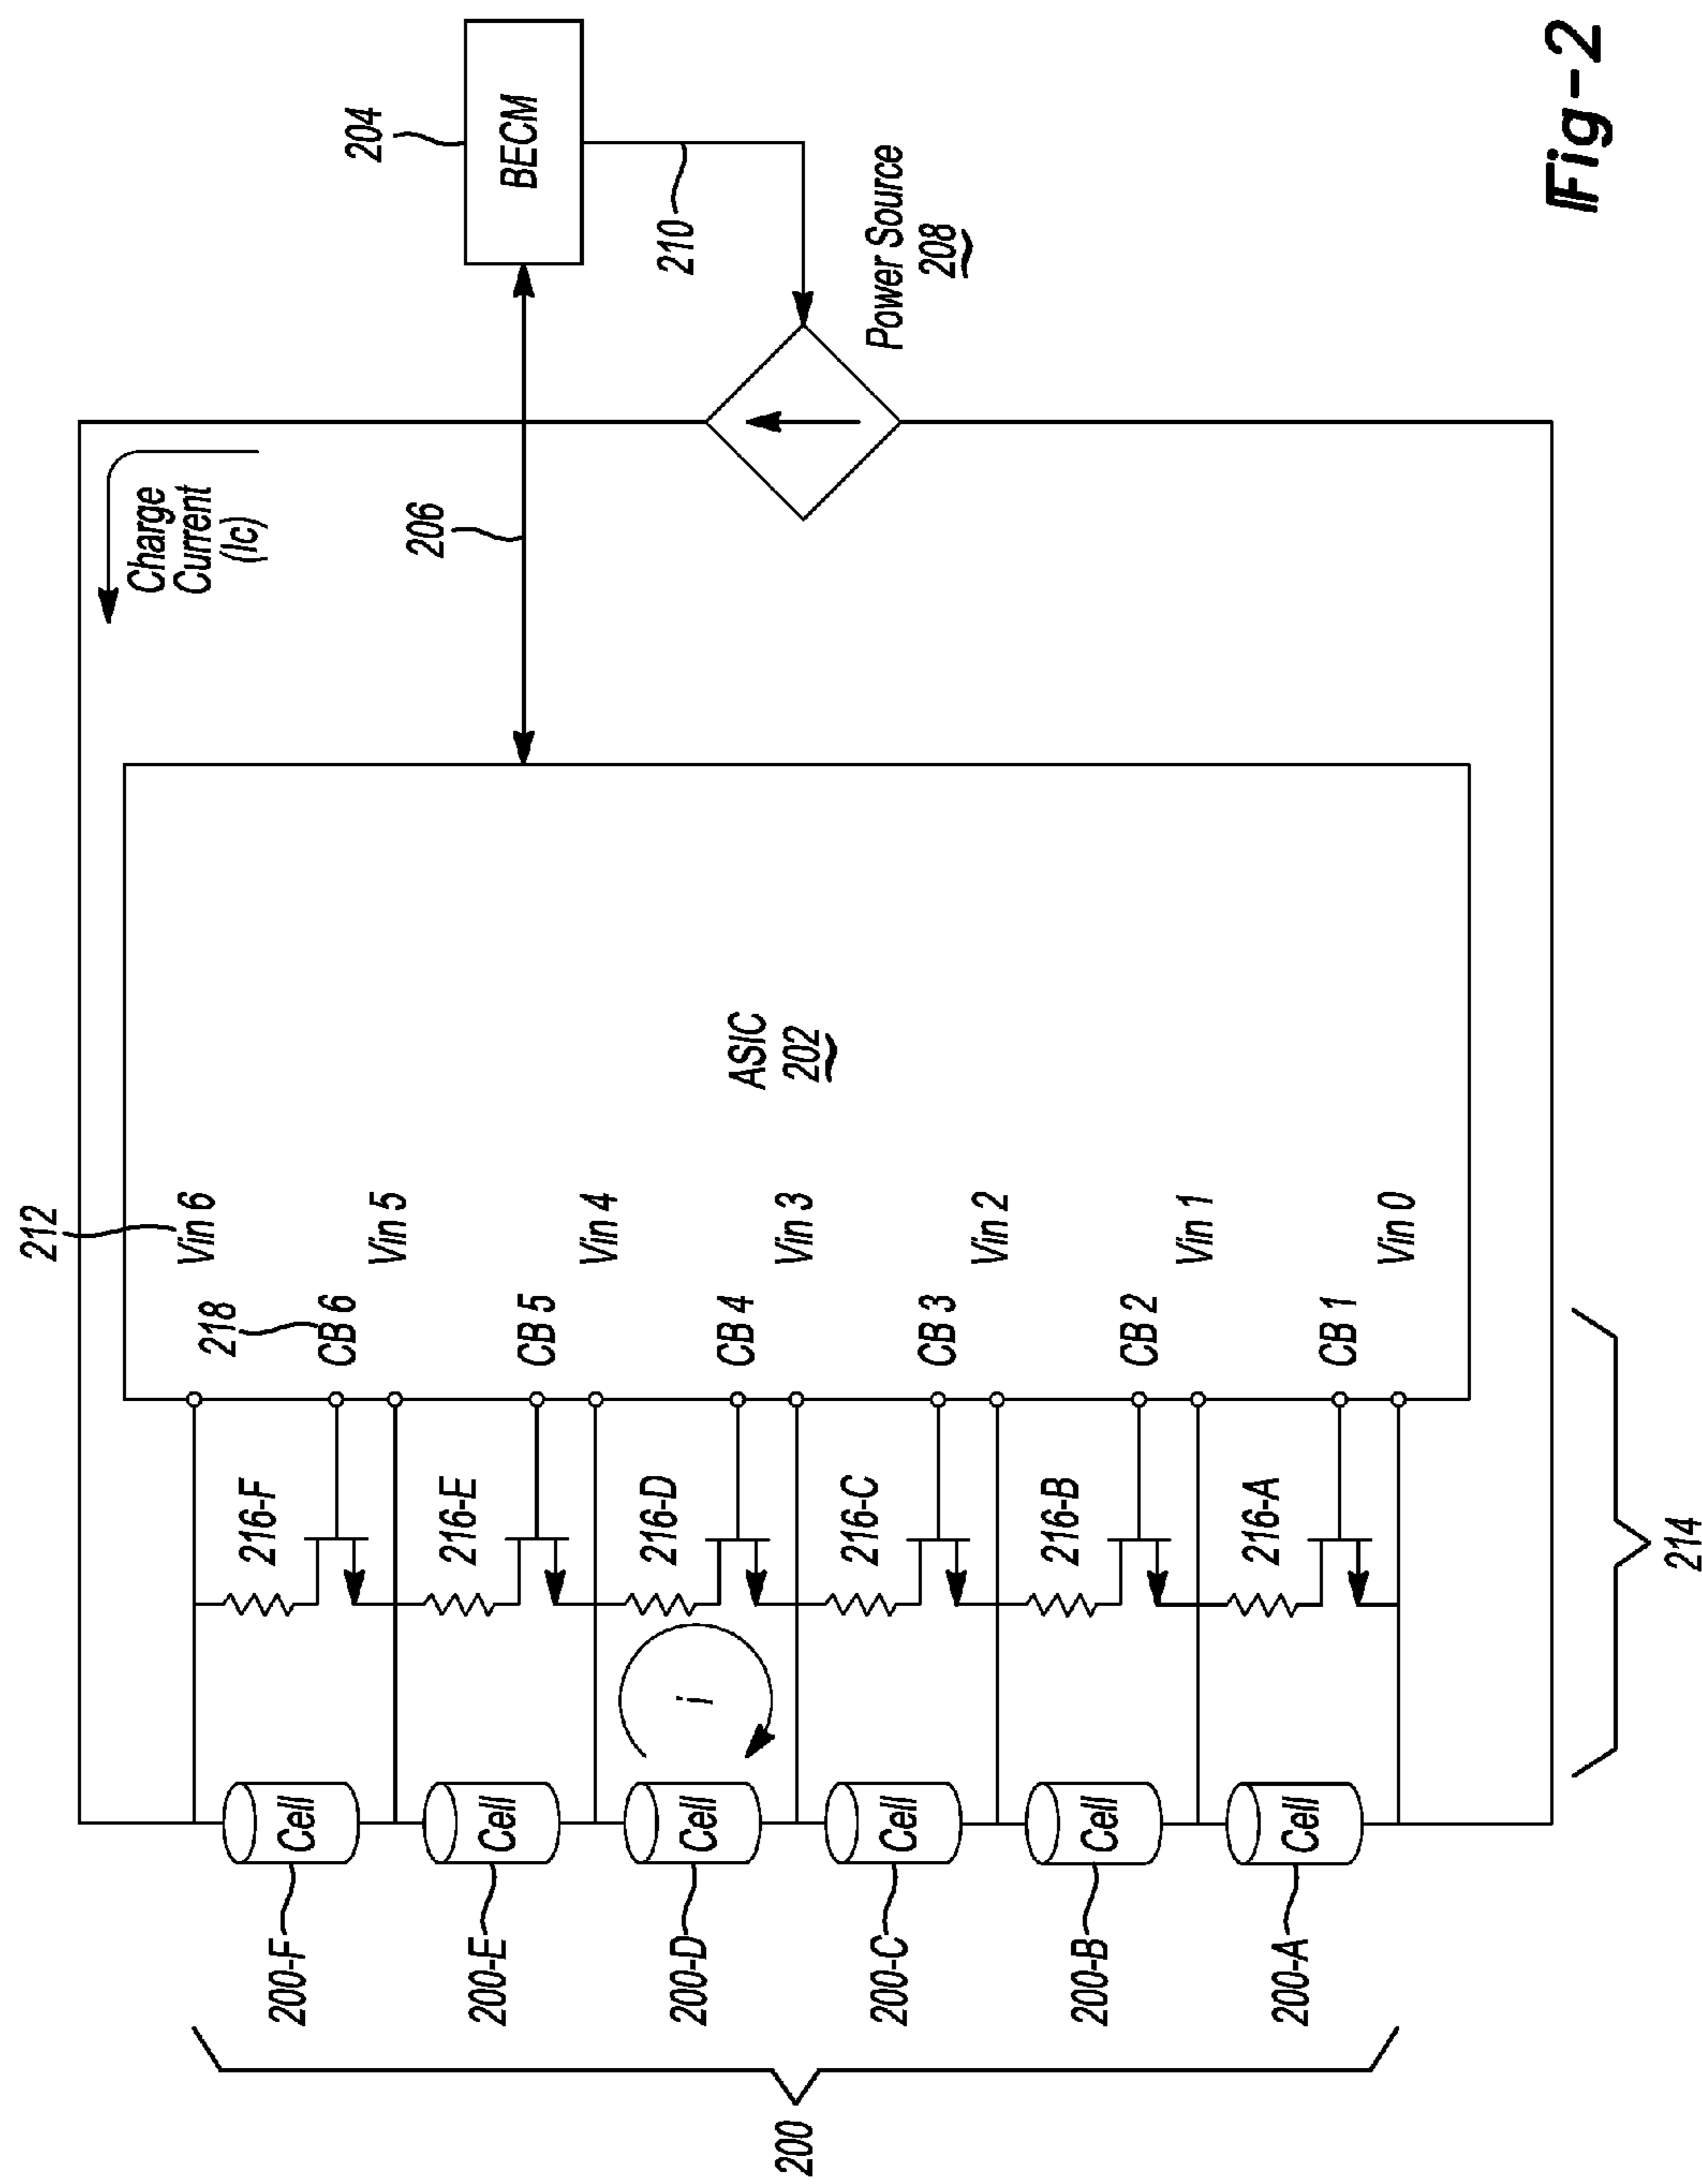 212
Charge
Current
(Ic)
204
BECM
206
210
Power Source
208
ASIC
202
Vin 6
218
CB 6
Vin 5
CB 5
Vin 4
CB 4
Vin 3
CB 3
Vin 2
CB 2
Vin 1
CB 1
Vin 0
216-F
216-E
216-D
216-C
216-B
216-A
i
Cell
Cell
Cell
Cell
Cell
Cell
200-F
200-E
200-D
200-C
200-B
200-A
200
214
Fig-2